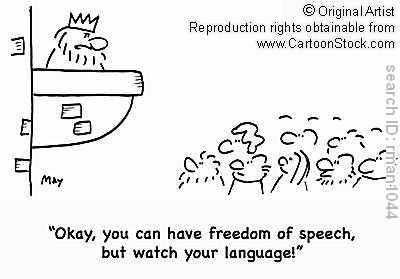 © Original Artist
Reproduction rights obtainable from
www.CartoonStock.com
search ID: rman1044
MAY
"Okay, you can have freedom of speech,
but watch your language!"